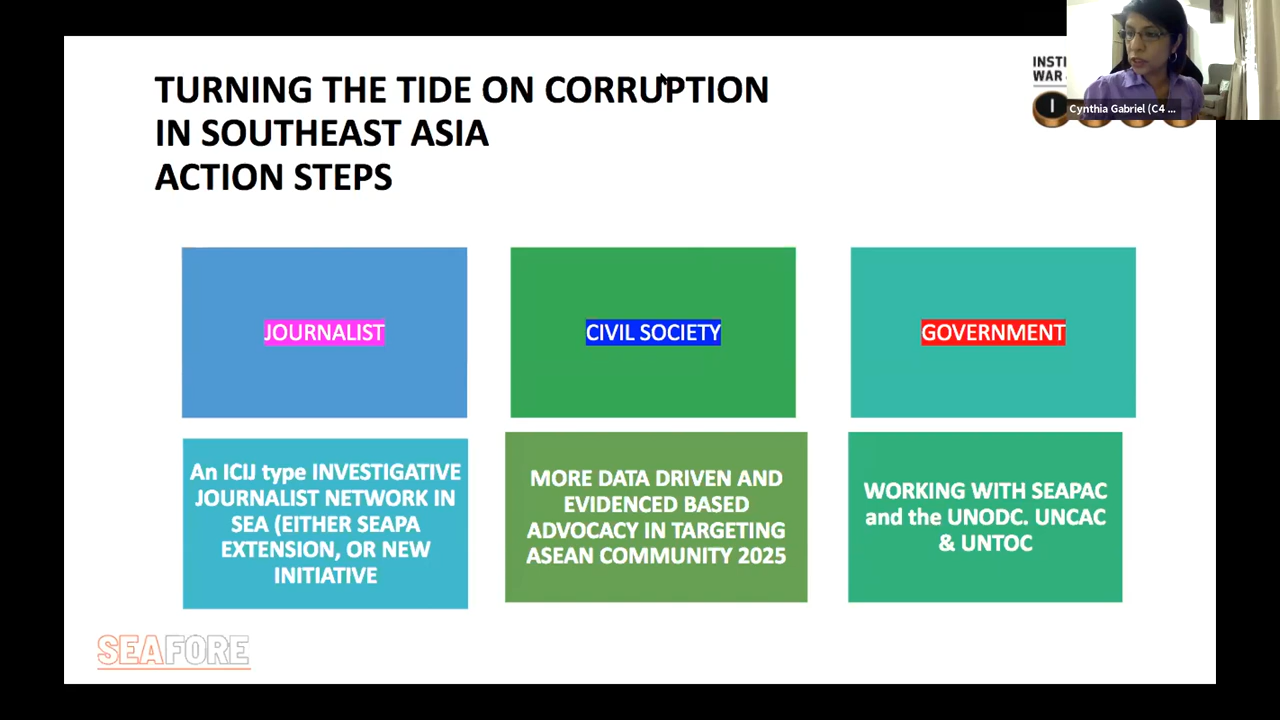 TURNING THE TIDE ON CORRUPTION
IN SOUTHEAST ASIA
ACTION STEPS
INSTI
WAR
Cynthia Gabriel (C4 ...
JOURNALIST
CIVIL SOCIETY
GOVERNMENT
An ICIJ type INVESTIGATIVE
JOURNALIST NETWORK IN
SEA (EITHER SEAPA
EXTENSION, OR NEW
INITIATIVE
MORE DATA DRIVEN AND
EVIDENCED BASED
ADVOCACY IN TARGETING
ASEAN COMMUNITY 2025
WORKING WITH SEAPAC
and the UNODC. UNCAC
& UNTOC
SEAFORE